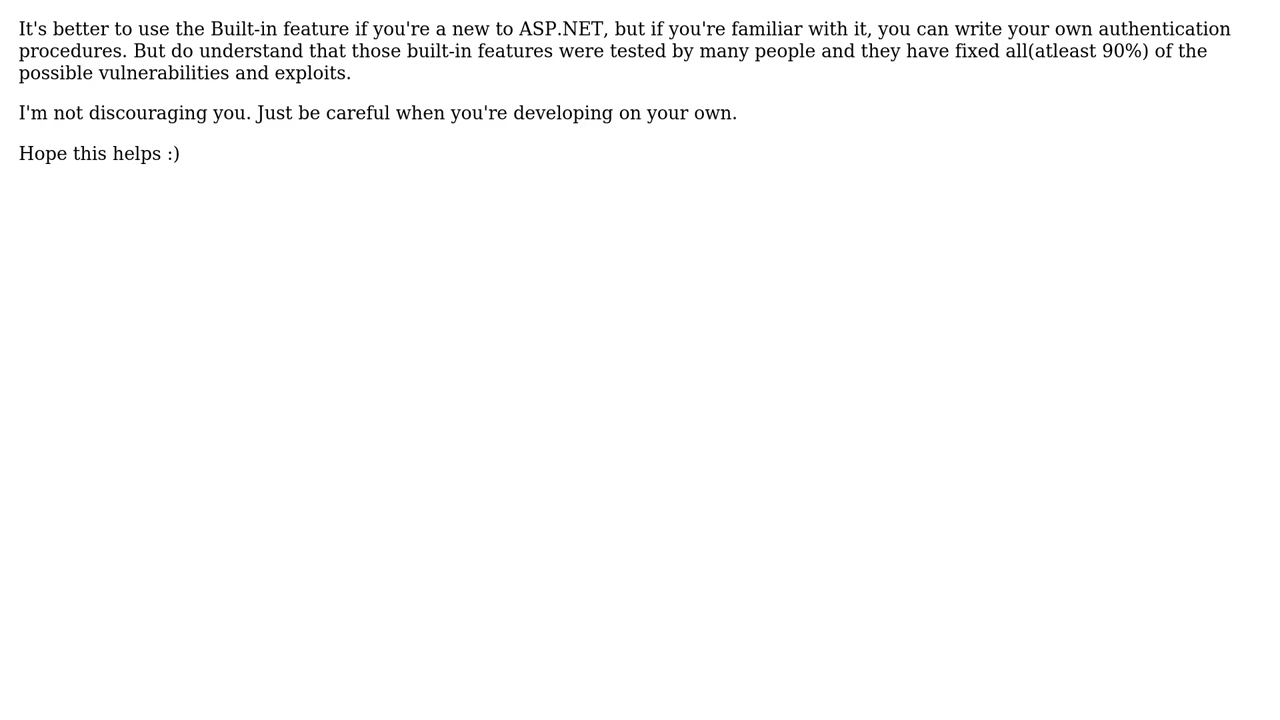 It's better to use the Built-in feature if you're a new to ASP.NET, but if you're familiar with it, you can write your own authentication
procedures. But do understand that those built-in features were tested by many people and they have fixed all(atleast 90%) of the
possible vulnerabilities and exploits.
I'm not discouraging you. Just be careful when you're developing on your own.
Hope this helps :)